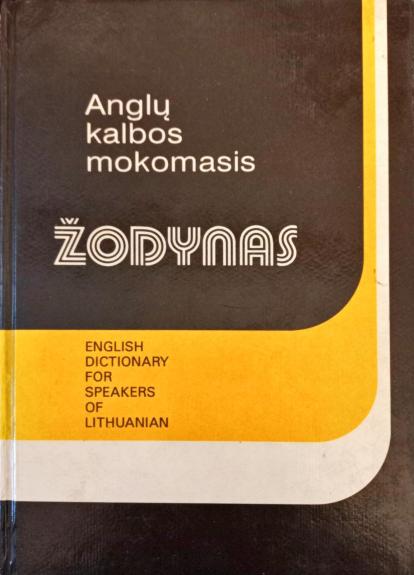 Anglų
kalbos
mokomasis
ŽODYNAS
ENGLISH
DICTIONARY
FOR
SPEAKERS
OF
LITHUANIAN